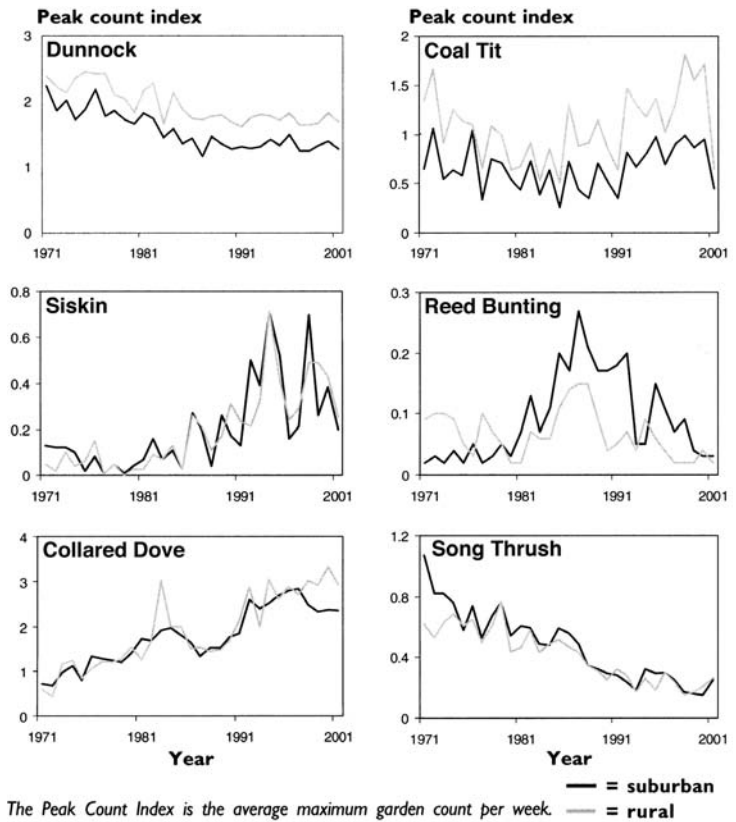 Peak count index
Peak count index
Dunnock
3
2
1
0
1971 1981 1991 2001
Coal Tit
2
1.5
1
0.5
0
1971 1981 1991 2001
Siskin
0.8
0.6
0.4
0.2
0
1971 1981 1991 2001
Reed Bunting
0.3
0.2
0.1
0
1971 1981 1991 2001
Collared Dove
4
3
2
1
0
1971 1981 1991 2001
Year
Song Thrush
1.2
0.8
0.4
0
1971 1981 1991 2001
Year
= suburban
= rural
The Peak Count Index is the average maximum garden count per week.